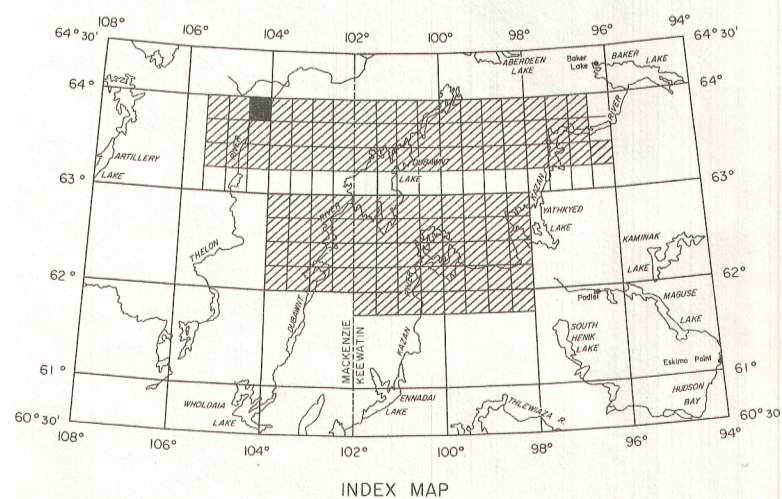 108°
106°
104°
102°
100°
98°
96°
94°
64° 30'
64° 30'
ABERDEEN
LAKE
Baker
Lake
BAKER LAKE
64°
64°
RIVER
RIVER
ARTILLERY
LAKE
DUBAWNT
LAKE
63°
63°
KAZAN
RIVER
YATHKYED
LAKE
THELON
KAMINAK
LAKE
62°
62°
RIVER
DUBAWNT
Padlei
MAGUSE
LAKE
MACKENZIE
KEEWATIN
KAZAN
SOUTH
HENIK
LAKE
Eskimo Point
61°
61°
WHOLDAIA
LAKE
ENNADAI
LAKE
THLEWIAZA R.
HUDSON
BAY
60° 30'
60° 30
108°
106°
104°
102°
100°
98°
96°
94°
INDEX MAP